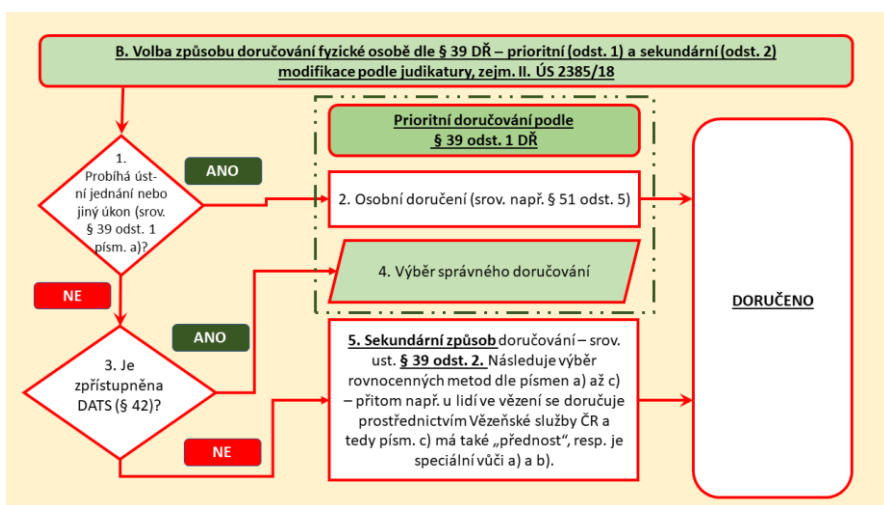 B. Volba způsobu doručování fyzické osobě dle § 39 DŘ – prioritní (odst. 1) a sekundární (odst. 2)
modifikace podle judikatury, zejm. II. ÚS 2385/18
Prioritní doručování podle
§ 39 odst. 1 DŘ
1.
Probíhá úst-
ní jednání nebo
jiný úkon (srov.
§ 39 odst. 1
písm. a)?
ANO
2. Osobní doručení (srov. např. § 51 odst. 5)
4. Výběr správného doručování
NE
ANO
3. Je
zpřístupněna
DATS (§ 42)?
NE
5. Sekundární způsob doručování – srov.
ust. § 39 odst. 2. Následuje výběr
rovnocenných metod dle písmen a) až c)
– přitom např. u lidí ve vězení se doručuje
prostřednictvím Vězeňské služby ČR a
tedy písm. c) má také „přednost“, resp. je
speciální vůči a) a b).
DORUČENO